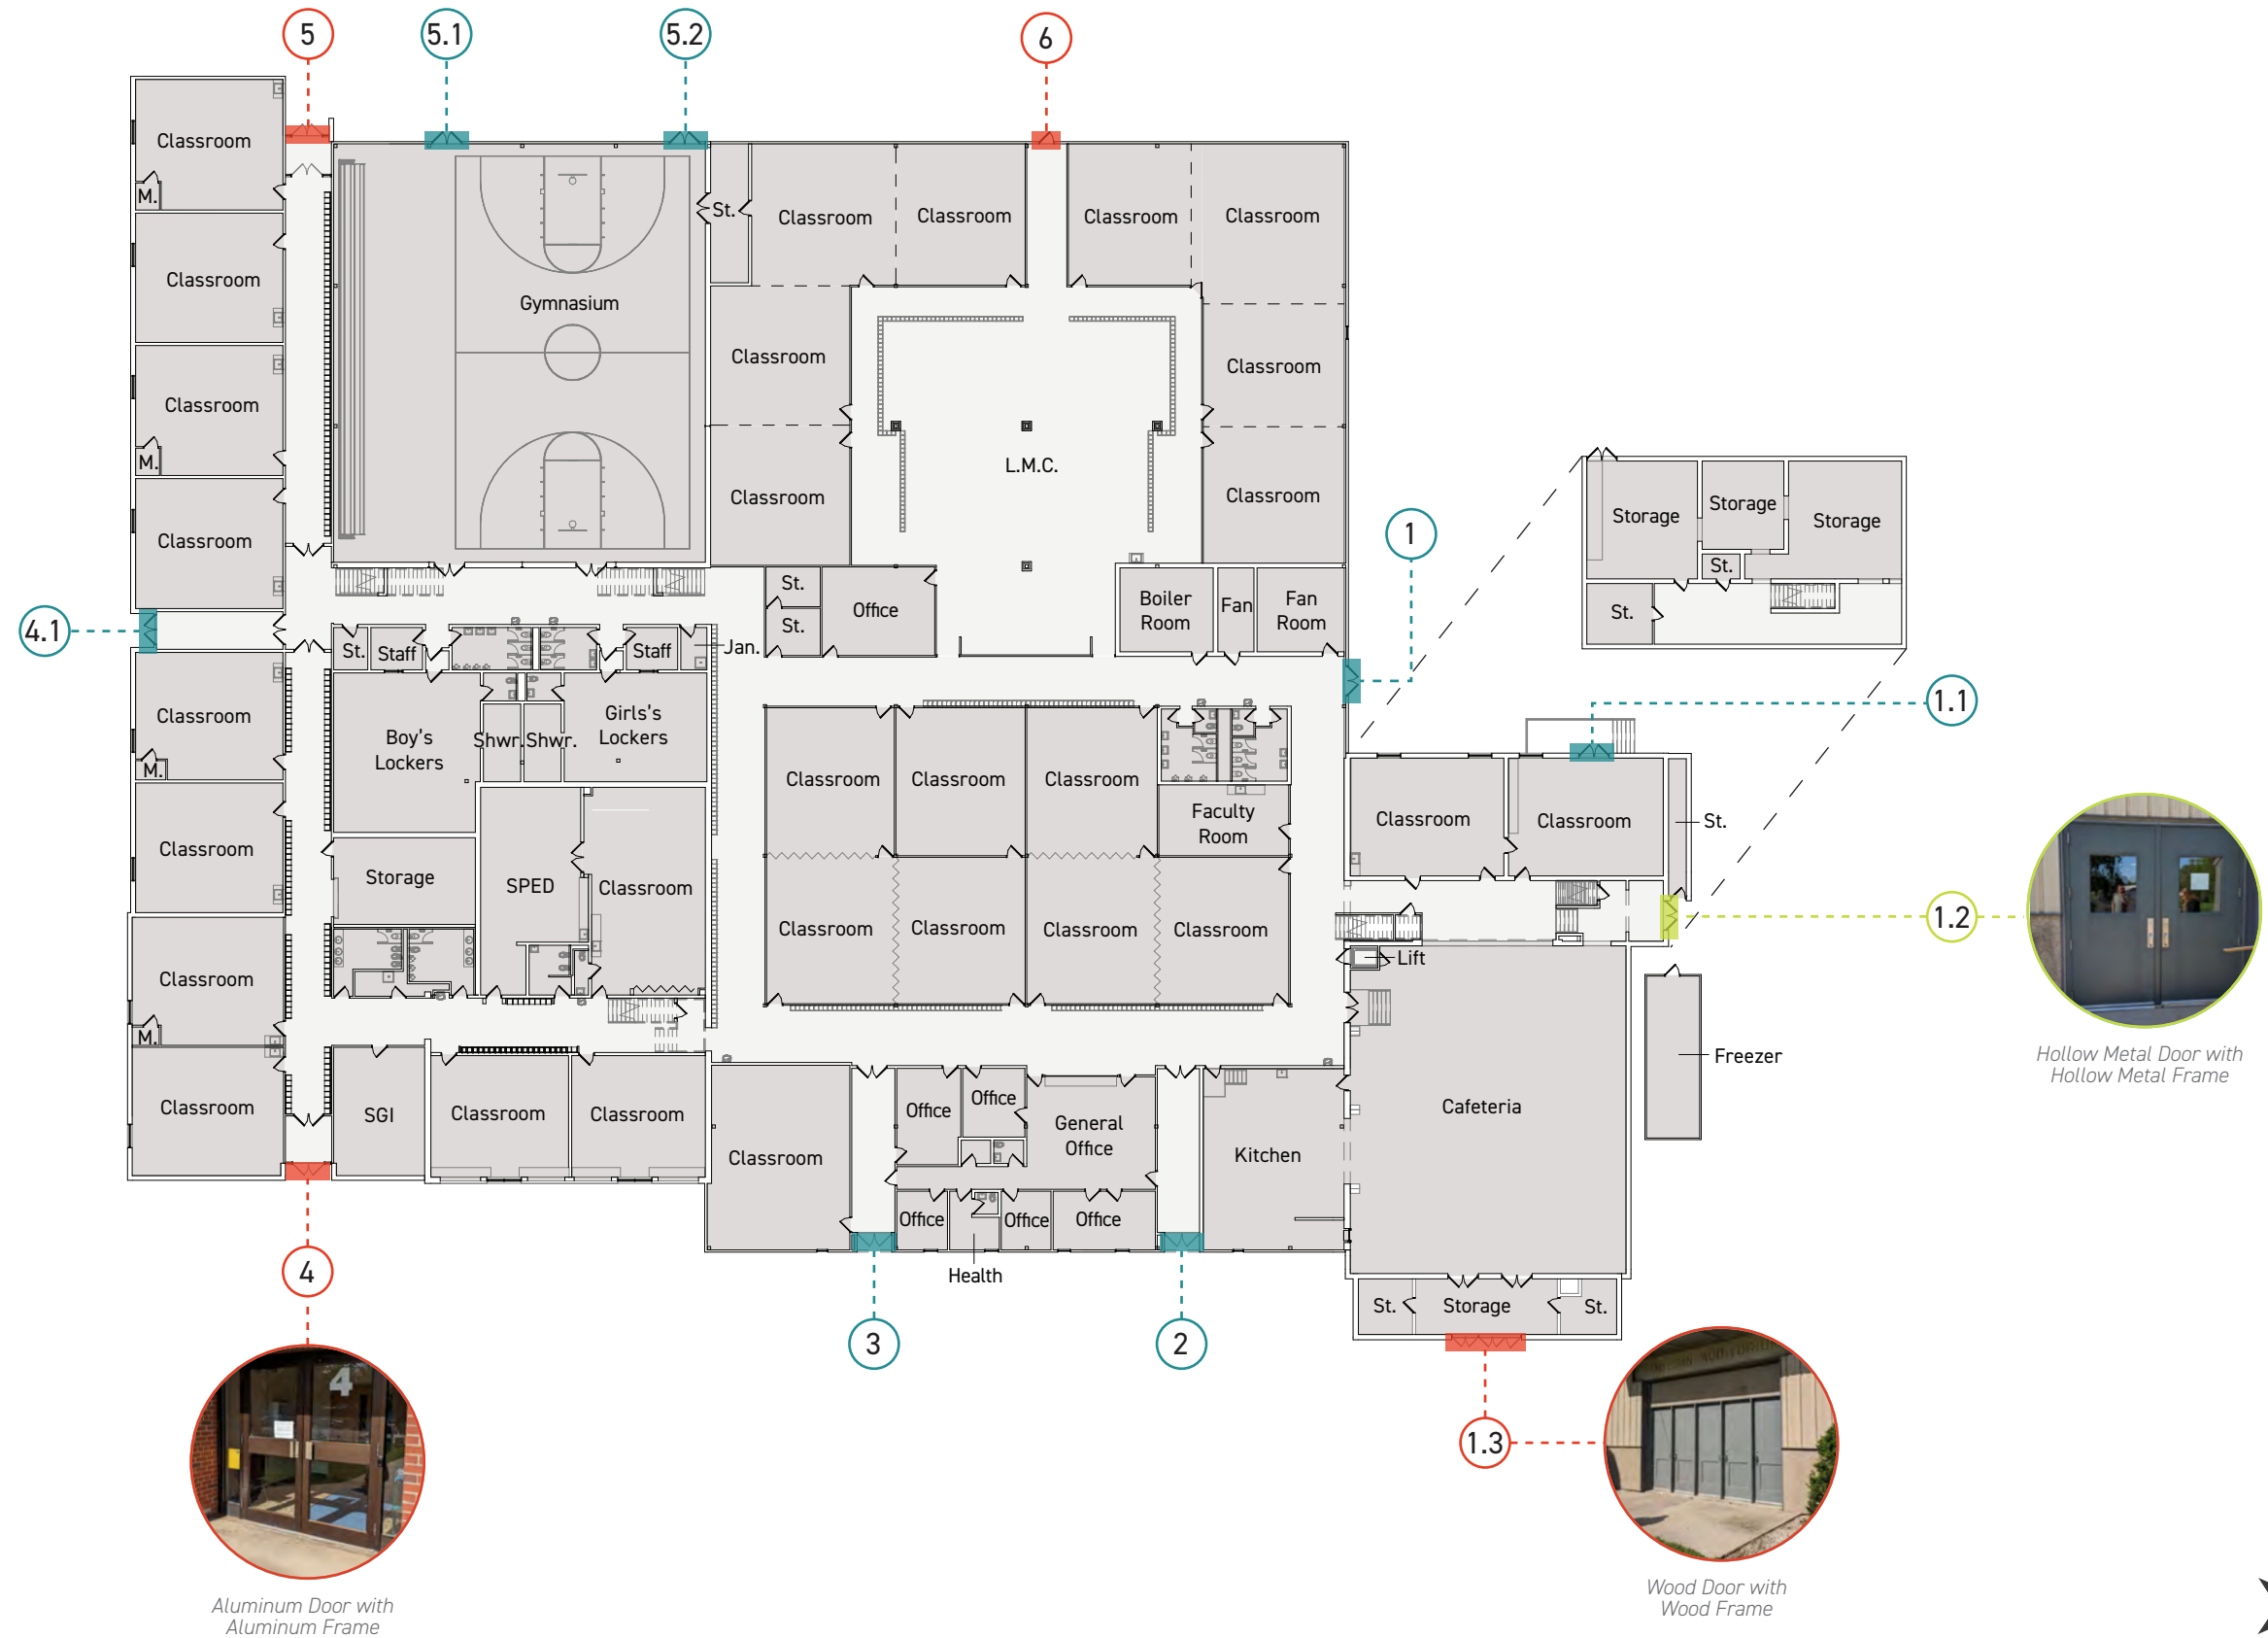 5
5.1
5.2
6
Classroom
M.
St.
Classroom
Classroom
Classroom
Classroom
Classroom
Gymnasium
Classroom
Classroom
Classroom
M.
L.M.C.
Classroom
Classroom
Classroom
Storage
Storage
Storage
St.
St.
1
Classroom
St.
St.
Office
Boiler
Room
Fan
Fan
Room
4.1
St.
Staff
Staff
Jan.
1.1
Classroom
M.
Boy's
Lockers
Shwr.
Shwr.
Girls's
Lockers
Classroom
Classroom
Classroom
Faculty
Room
Classroom
Classroom
St.
Classroom
Storage
SPED
Classroom
1.2
Classroom
Classroom
Classroom
Classroom
Classroom
M.
Lift
Hollow Metal Door with
Hollow Metal Frame
Freezer
Classroom
SGI
Classroom
Classroom
Classroom
Office
Office
General
Office
Kitchen
Cafeteria
Office
Office
Office
Health
4
3
2
St.
Storage
St.
1.3
4
Aluminum Door with
Aluminum Frame
Wood Door with
Wood Frame